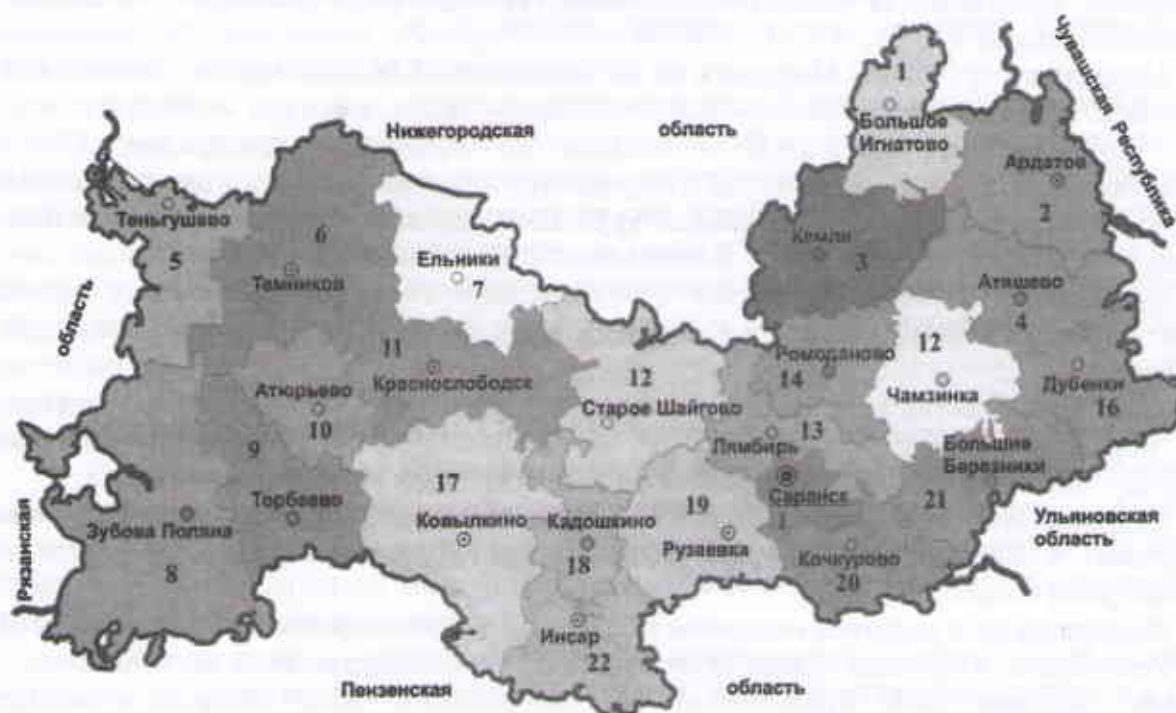 Нижегородская область
Чувашская Республика
1
Большое
Игнатово
Ардатов
2
Теньгушево
5
6
Темников
Ельники
7
Кемля
3
Атяшево
4
область
11
Краснослободск
12
Старое Шайгово
Ромоданово
14
12
Чамзинка
Дубенки
16
Атюрьево
10
9
Лямбирь
13
Большие
Березники
21
Саранск
1
17
Ковылкино
Кадошкино
18
19
Рузаевка
Торбеево
Зубова Поляна
8
Рязанская
Кочкурово
20
Ульяновская
область
Инсар
22
Пензенская область